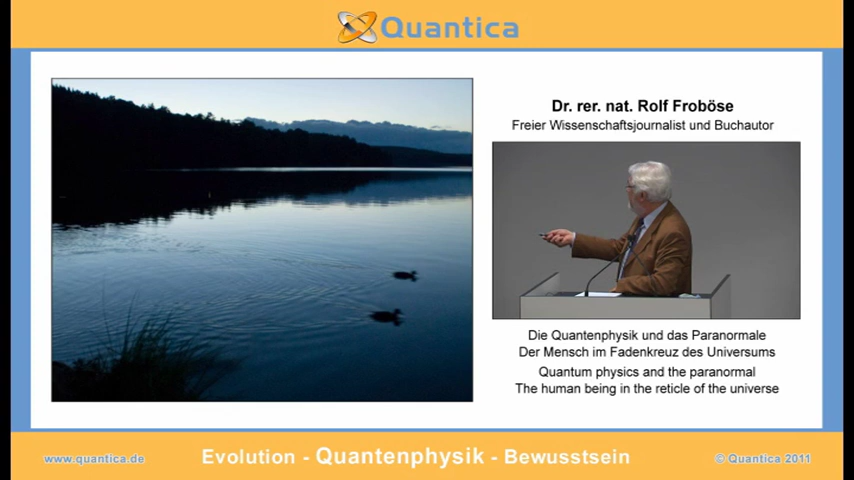 Quantica
Dr. rer. nat. Rolf Froböse
Freier Wissenschaftsjournalist und Buchautor
Die Quantenphysik und das Paranormale
Der Mensch im Fadenkreuz des Universums
Quantum physics and the paranormal
The human being in the reticle of the universe
www.quantica.de
Evolution - Quantenphysik - Bewusstsein
© Quantica 2011